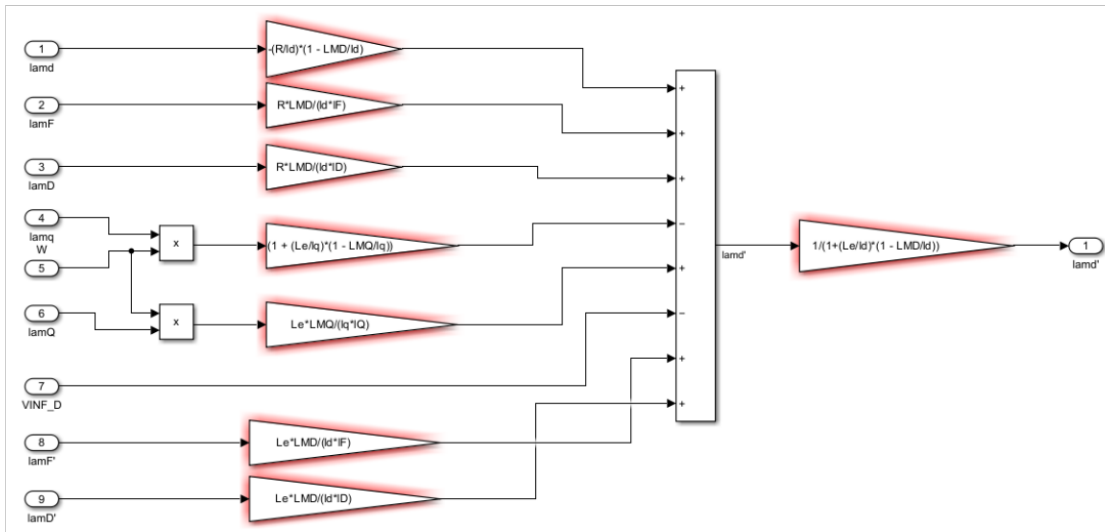 1
lamd
-(R/ld)*(1 - LMD/ld)
2
lamF
R*LMD/(ld*lF)
3
lamD
R*LMD/(ld*lD)
4
lamq
W
5
x
(1 + (Le/lq)*(1 - LMQ/lq))
6
lamQ
x
Le*LMQ/(lq*lQ)
7
VINF_D
8
lamF'
Le*LMD/(ld*lF)
9
lamD'
Le*LMD/(ld*lD)
+
+
+
−
+
−
+
+
lamd'
1/(1+(Le/ld)*(1 - LMD/ld))
1
lamd'